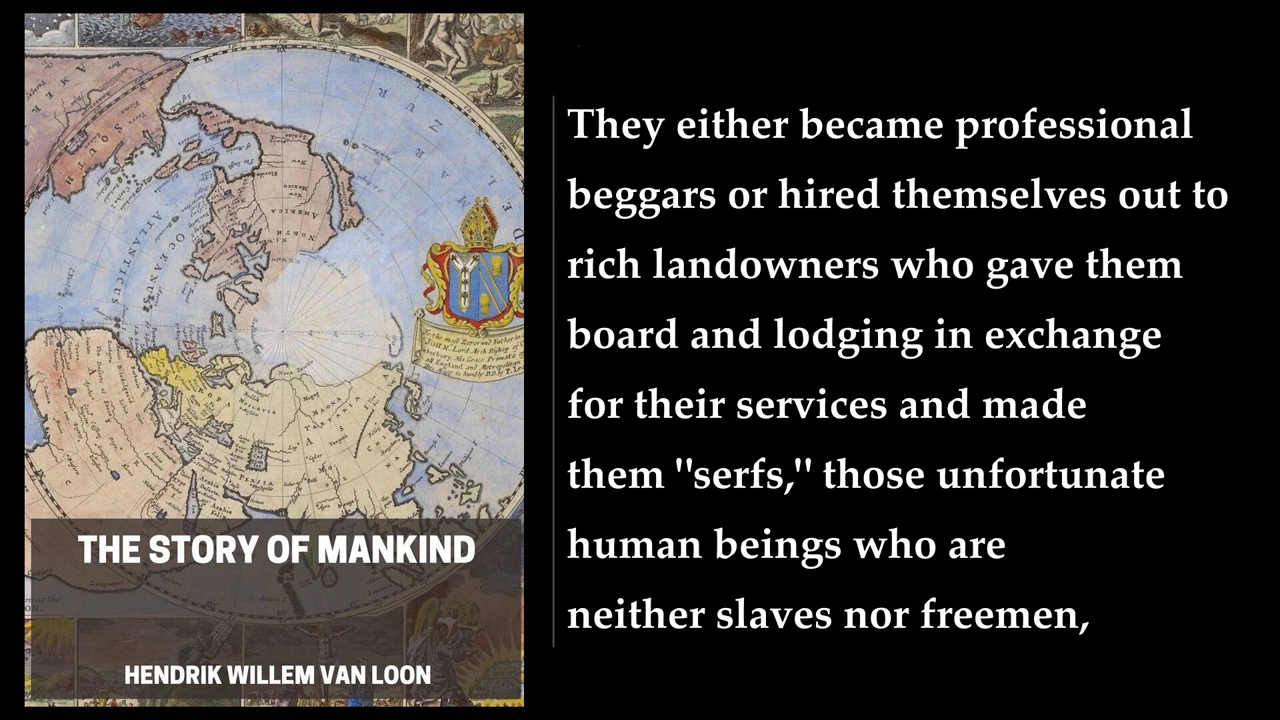 THE STORY OF MANKIND
HENDRIK WILLEM VAN LOON
They either became professional
beggars or hired themselves out to
rich landowners who gave them
board and lodging in exchange
for their services and made
them "serfs," those unfortunate
human beings who are
neither slaves nor freemen,